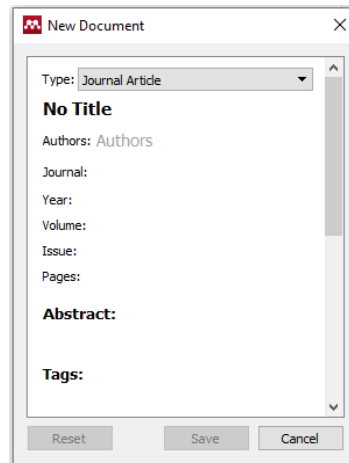 New Document
Type: Journal Article
No Title
Authors: Authors
Journal:
Year:
Volume:
Issue:
Pages:
Abstract:
Tags:
Reset Save Cancel